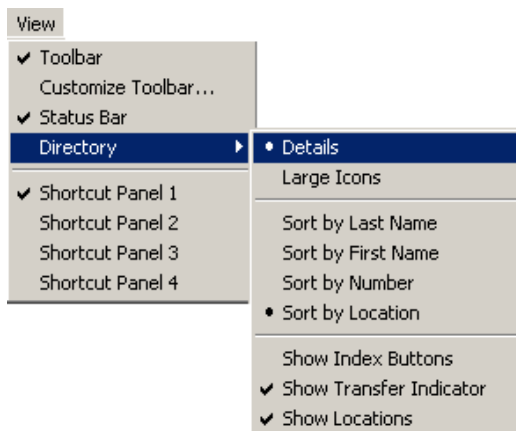 View
Toolbar
Customize Toolbar...
Status Bar
Directory
Shortcut Panel 1
Shortcut Panel 2
Shortcut Panel 3
Shortcut Panel 4
Details
Large Icons
Sort by Last Name
Sort by First Name
Sort by Number
Sort by Location
Show Index Buttons
Show Transfer Indicator
Show Locations